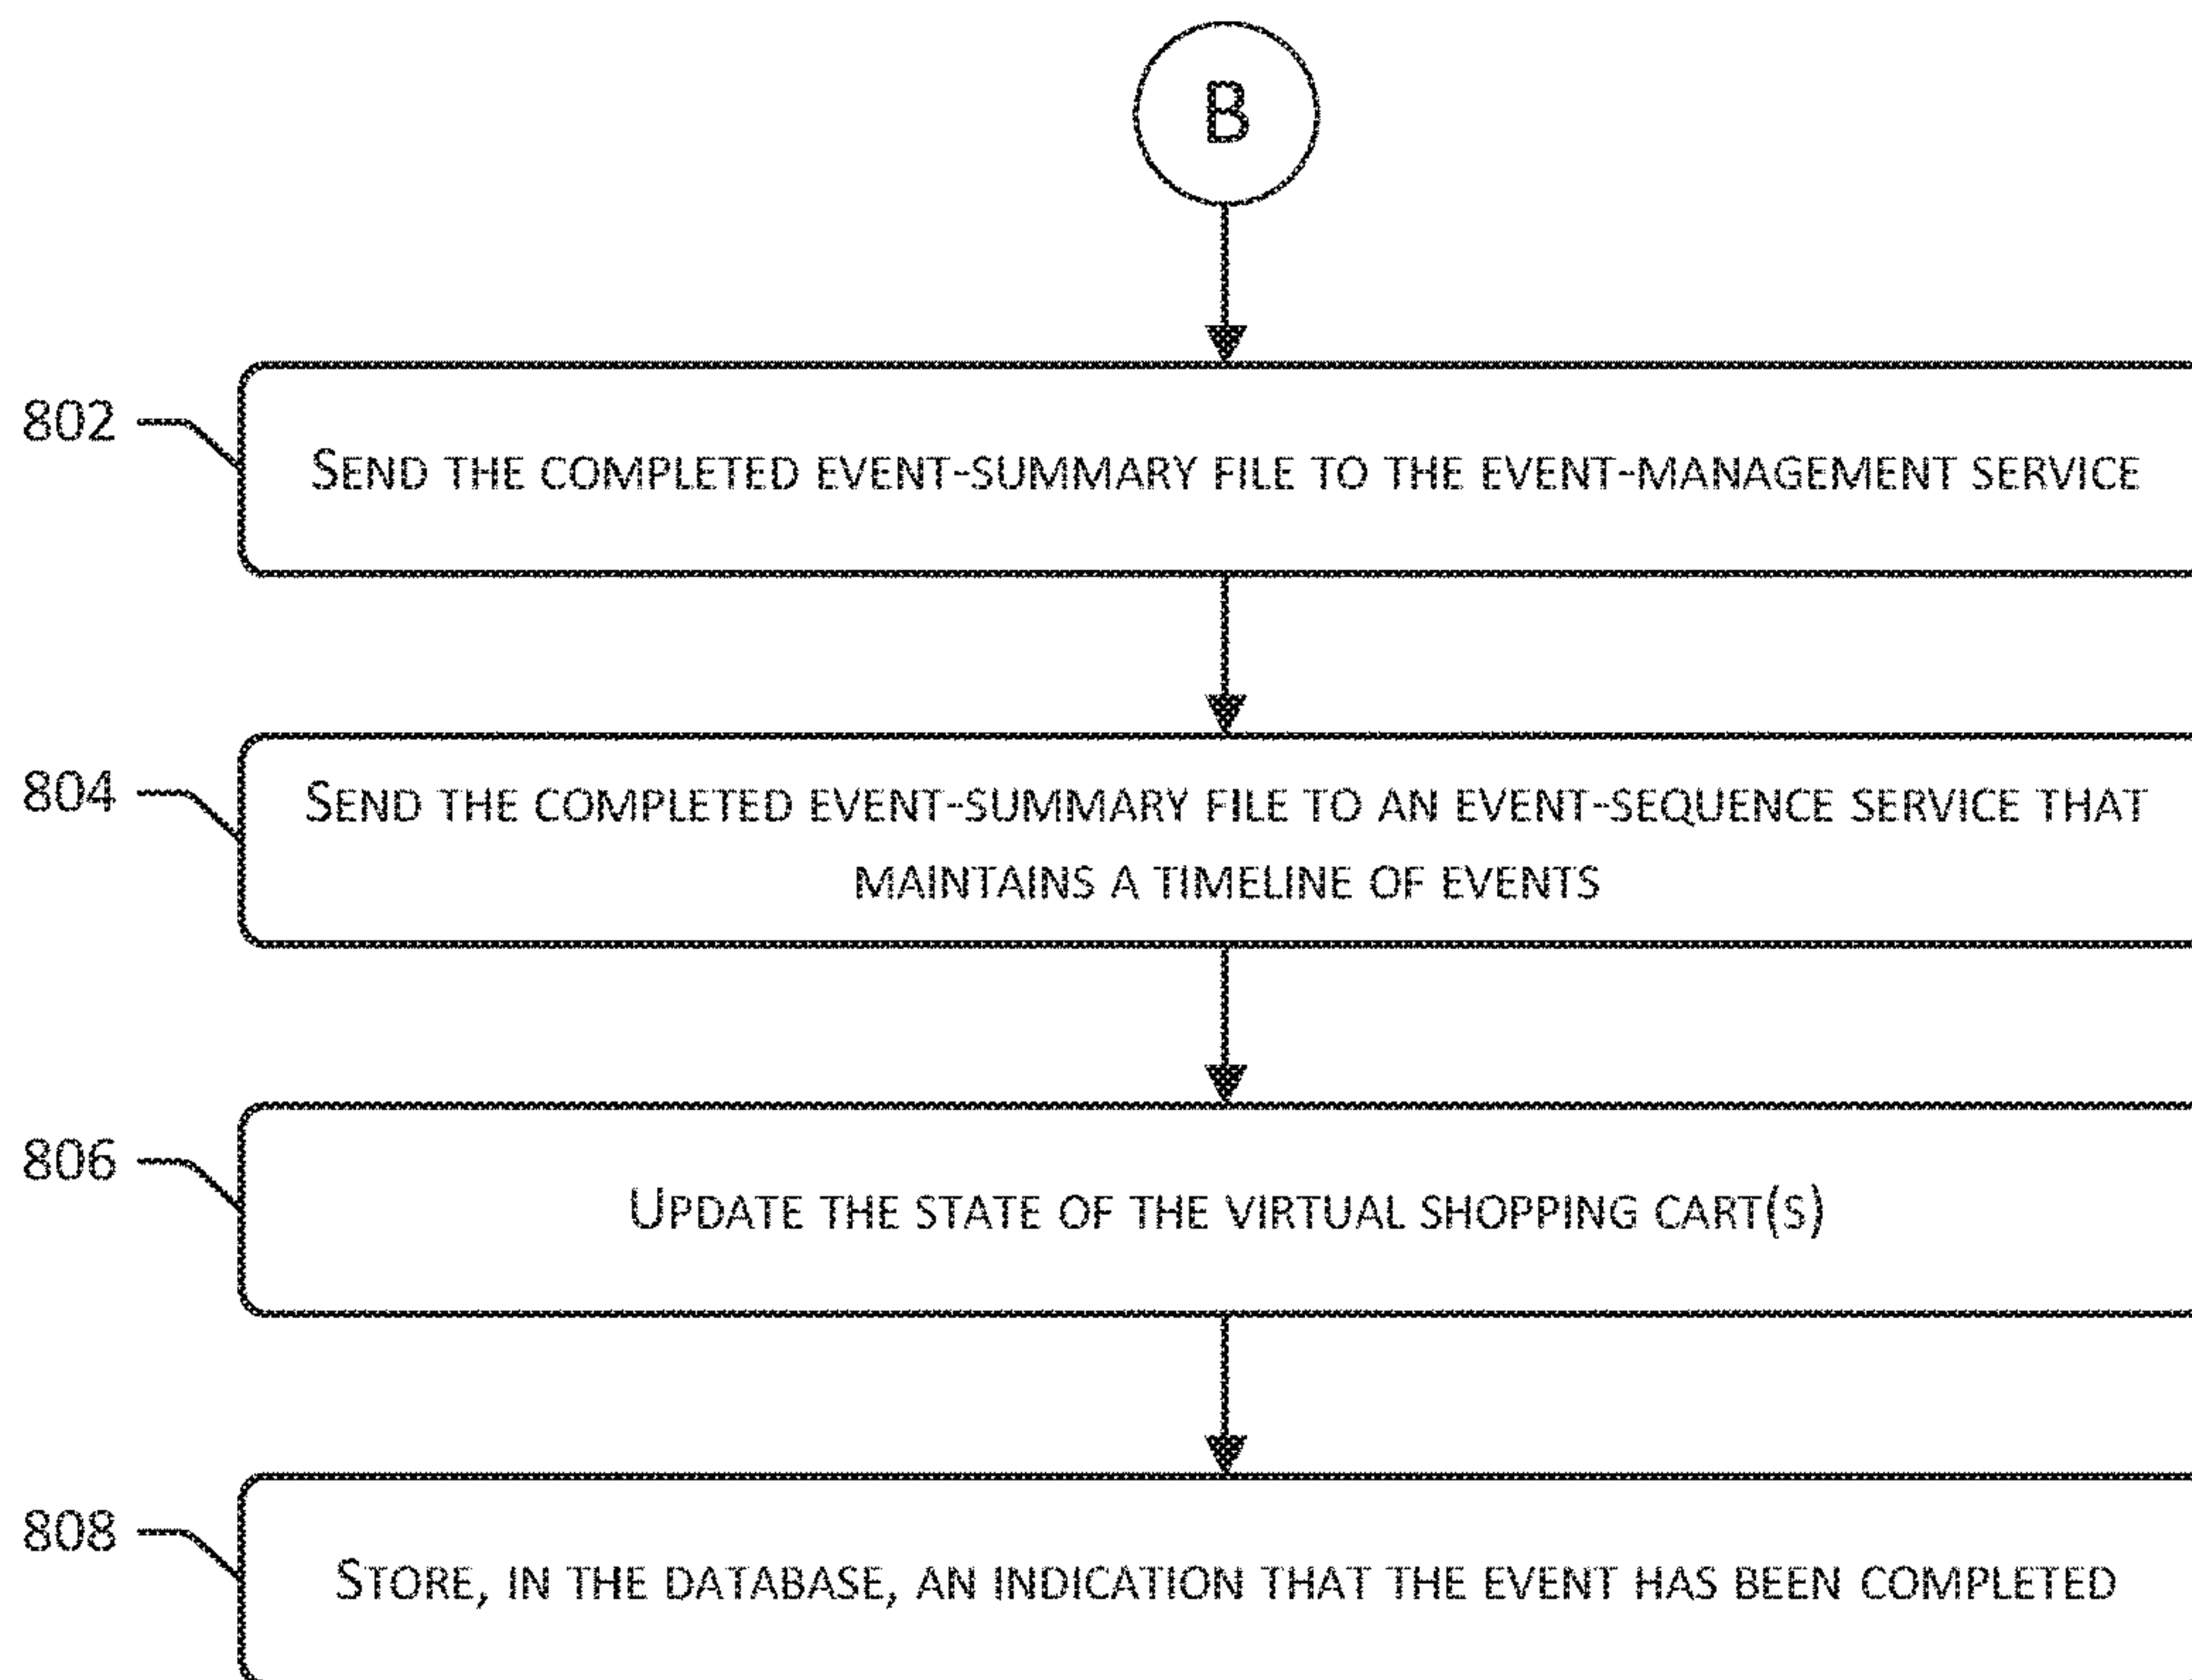 B
802
Send the completed event-summary file to the event-management service
804
Send the completed event-summary file to an event-sequence service that
maintains a timeline of events
806
Update the state of the virtual shopping cart(s)
808
Store, in the database, an indication that the event has been completed